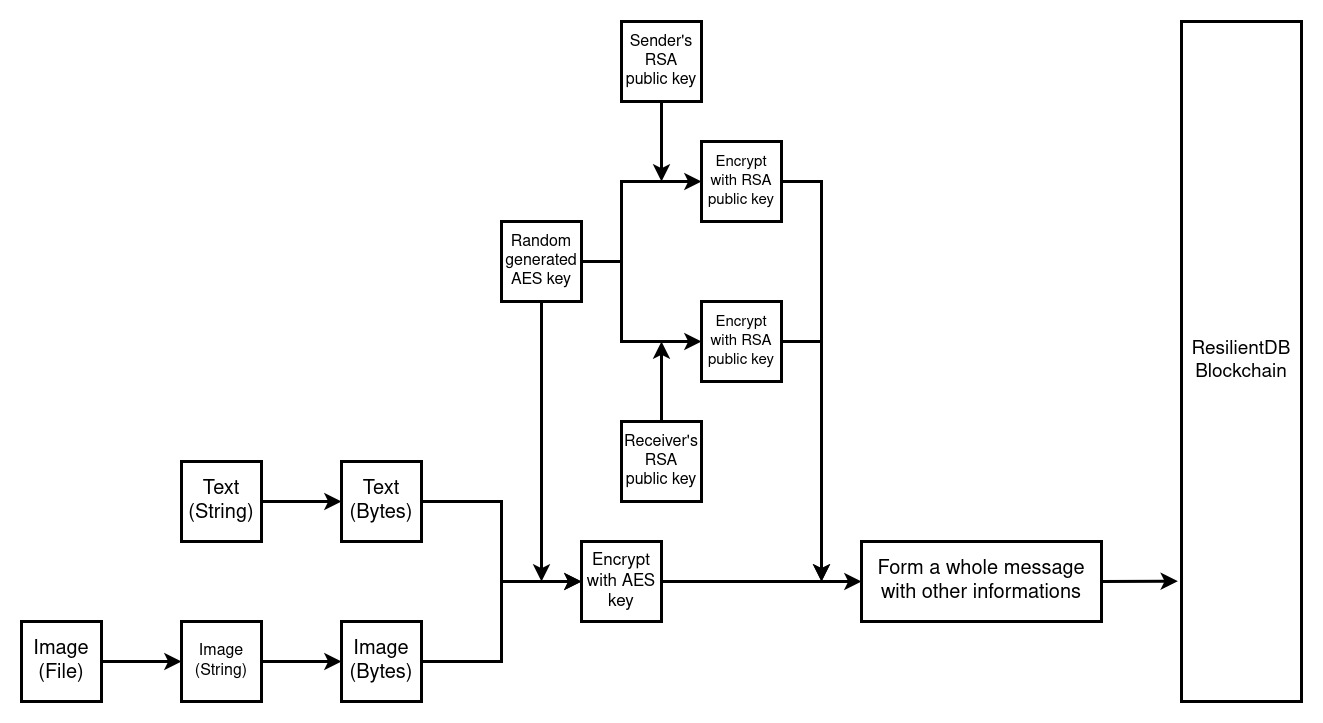 Sender's
RSA
public key
Encrypt
with RSA
public key
Random
generated
AES key
Encrypt
with RSA
public key
ResilientDB
Blockchain
Receiver's
RSA
public key
Text
(String)
Text
(Bytes)
Encrypt
with AES
key
Form a whole message
with other informations
Image
(File)
Image
(String)
Image
(Bytes)